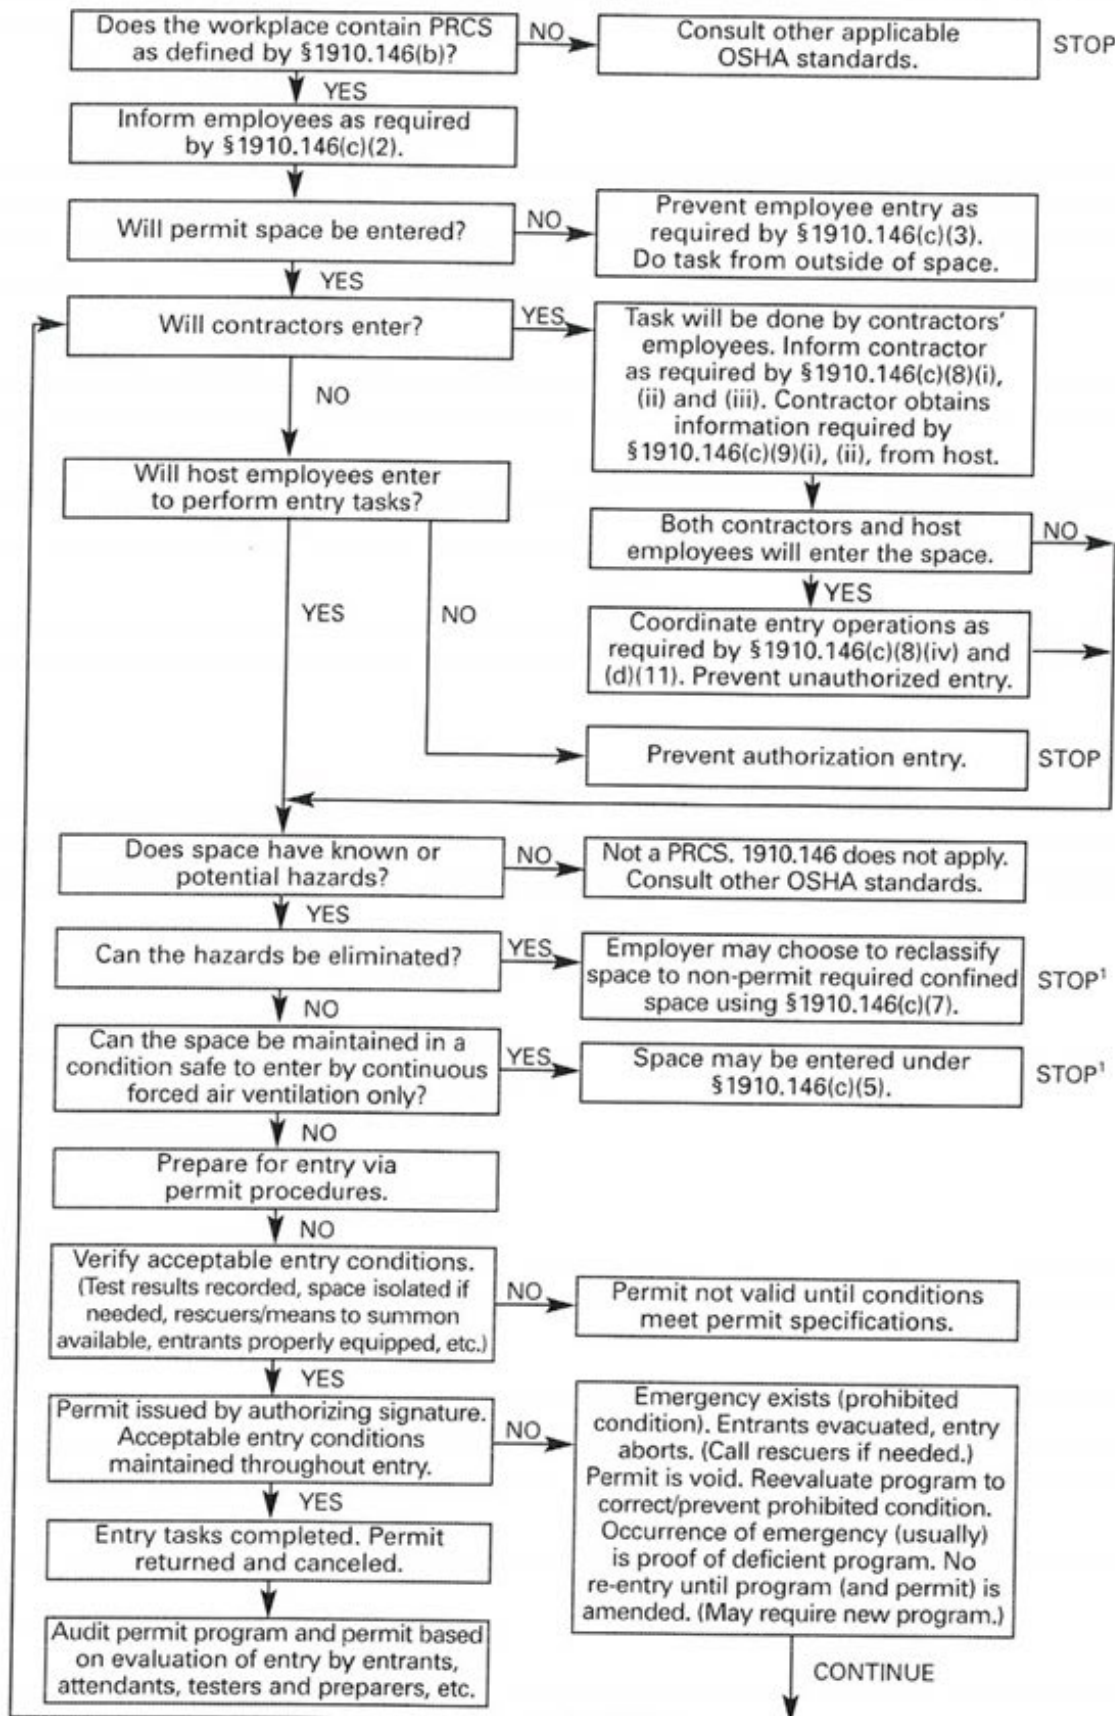 Does the workplace contain PRCS
as defined by §1910.146(b)?
NO
Consult other applicable
OSHA standards.
STOP
YES
Inform employees as required
by §1910.146(c)(2).
Will permit space be entered?
NO
Prevent employee entry as
required by §1910.146(c)(3).
Do task from outside of space.
YES
Will contractors enter?
YES
Task will be done by contractors'
employees. Inform contractor
as required by §1910.146(c)(8)(i),
(ii) and (iii). Contractor obtains
information required by
§1910.146(c)(9)(i), (ii), from host.
NO
Will host employees enter
to perform entry tasks?
Both contractors and host
employees will enter the space.
NO
YES
YES
NO
Coordinate entry operations as
required by §1910.146(c)(8)(iv) and
(d)(11). Prevent unauthorized entry.
Prevent authorization entry.
STOP
Does space have known or
potential hazards?
NO
Not a PRCS. 1910.146 does not apply.
Consult other OSHA standards.
YES
Can the hazards be eliminated?
YES
Employer may choose to reclassify
space to non-permit required confined
space using §1910.146(c)(7).
STOP¹
NO
Can the space be maintained in a
condition safe to enter by continuous
forced air ventilation only?
YES
Space may be entered under
§1910.146(c)(5).
STOP¹
NO
Prepare for entry via
permit procedures.
NO
Verify acceptable entry conditions.
(Test results recorded, space isolated if
needed, rescuers/means to summon
available, entrants properly equipped, etc.)
NO
Permit not valid until conditions
meet permit specifications.
YES
Permit issued by authorizing signature.
Acceptable entry conditions
maintained throughout entry.
NO
Emergency exists (prohibited
condition). Entrants evacuated, entry
aborts. (Call rescuers if needed.)
Permit is void. Reevaluate program to
correct/prevent prohibited condition.
Occurrence of emergency (usually)
is proof of deficient program. No
re-entry until program (and permit) is
amended. (May require new program.)
YES
Entry tasks completed. Permit
returned and canceled.
Audit permit program and permit based
on evaluation of entry by entrants,
attendants, testers and preparers, etc.
CONTINUE